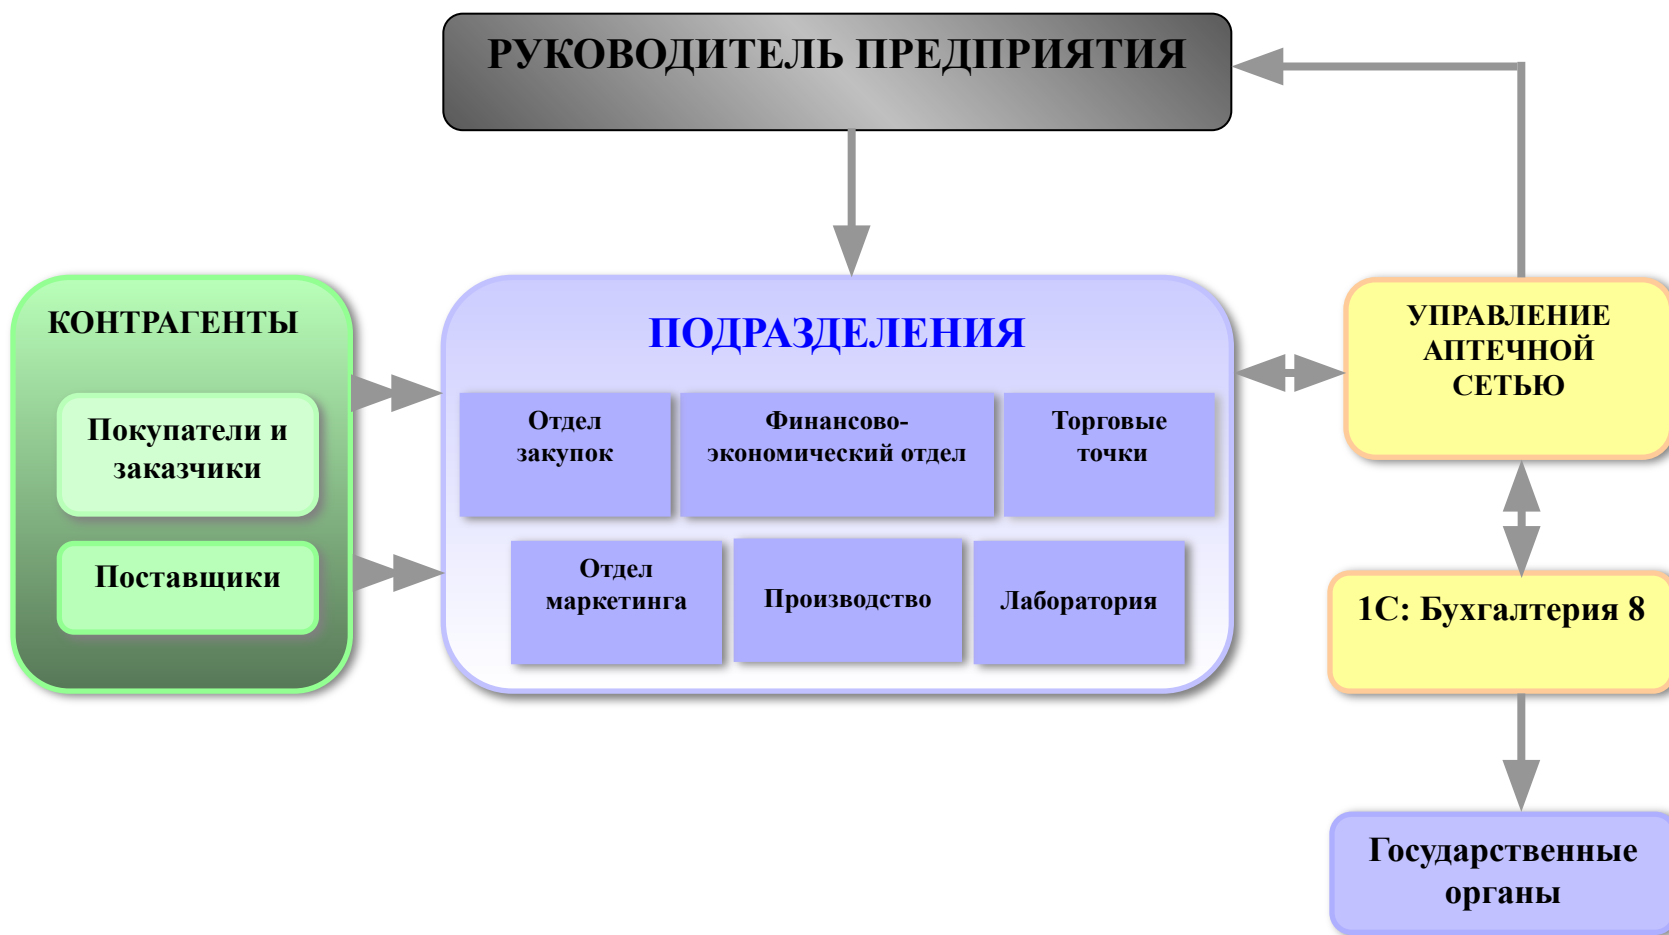 РУКОВОДИТЕЛЬ ПРЕДПРИЯТИЯ
КОНТРАГЕНТЫ
Покупатели и
заказчики
Поставщики
ПОДРАЗДЕЛЕНИЯ
Отдел
закупок
Финансово-
экономический отдел
Торговые
точки
Отдел
маркетинга
Производство
Лаборатория
УПРАВЛЕНИЕ
АПТЕЧНОЙ
СЕТЬЮ
1С: Бухгалтерия 8
Государственные
органы